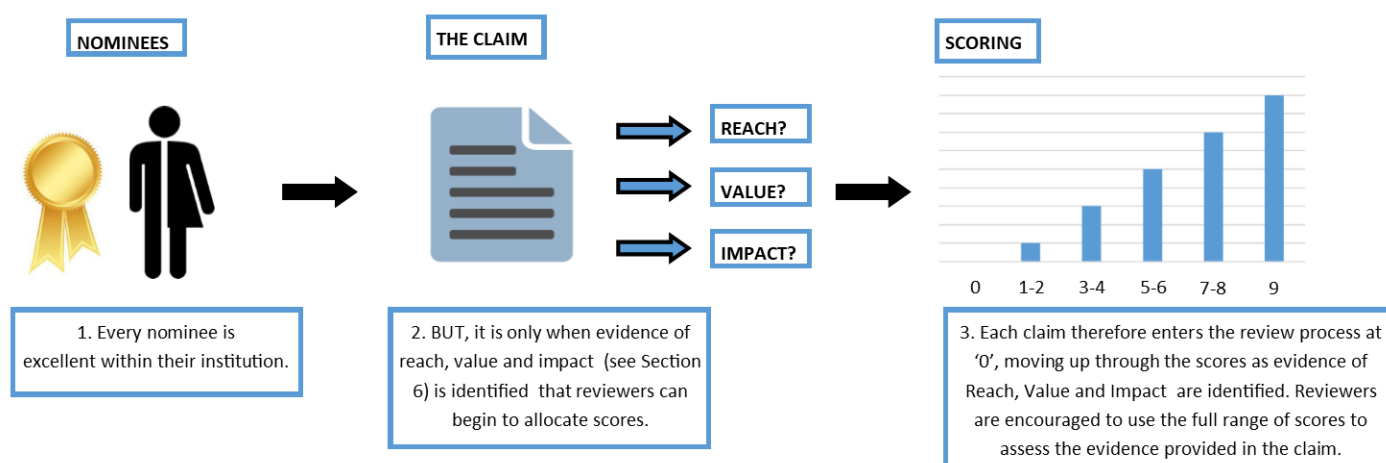 NOMINEES
THE CLAIM
SCORING
REACH?
VALUE?
IMPACT?
0 1-2 3-4 5-6 7-8 9
1. Every nominee is
excellent within their institution.
2. BUT, it is only when evidence of
reach, value and impact (see Section
6) is identified that reviewers can
begin to allocate scores.
3. Each claim therefore enters the review process at
‘0’, moving up through the scores as evidence of
Reach, Value and Impact are identified. Reviewers
are encouraged to use the full range of scores to
assess the evidence provided in the claim.